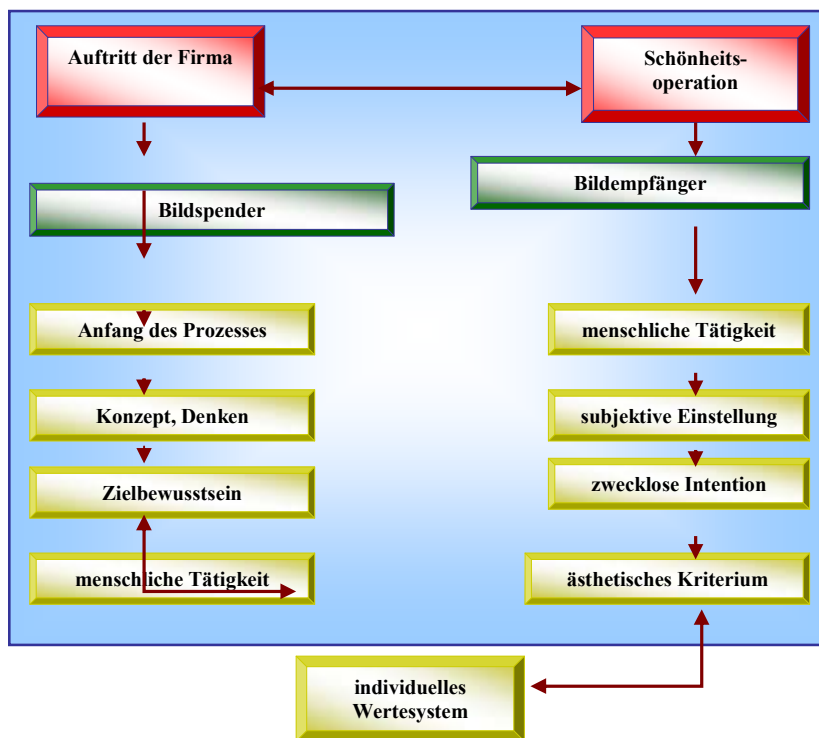 Auftritt der Firma
Schönheits-
operation
Bildspender
Bildempfänger
Anfang des Prozesses
menschliche Tätigkeit
Konzept, Denken
subjektive Einstellung
Zielbewusstsein
zwecklose Intention
menschliche Tätigkeit
ästhetisches Kriterium
individuelles
Wertesystem